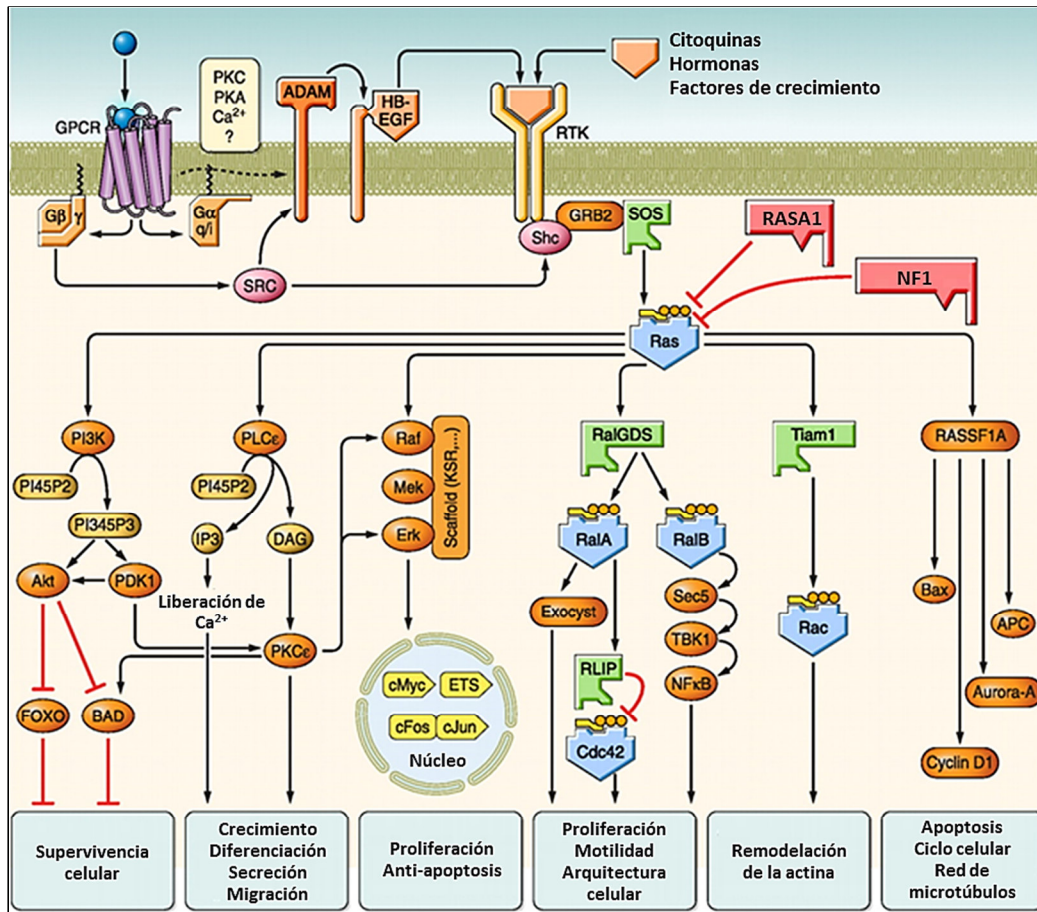 Citoquinas
Hormonas
Factores de crecimiento
PKC
PKA
Ca2+
?
ADAM
HB-
EGF
GPCR
RTK
Gβ γ
Gα
q/i
SRC
Shc
GRB2
SOS
RASA1
NF1
Ras
PI3K
PLCε
Raf
RalGDS
Tiam1
RASSF1A
PI45P2
PI45P2
Mek
Scaffold (KSR,...)
PI345P3
IP3
DAG
Erk
RalA
RalB
Akt
PDK1
Liberación de
Ca2+
Exocyst
Sec5
Bax
APC
Rac
TBK1
PKCε
RLIP
NFκB
Aurora-A
FOXO
BAD
cMyc
ETS
cFos
cJun
Núcleo
Cdc42
Cyclin D1
Supervivencia
celular
Crecimiento
Diferenciación
Secreción
Migración
Proliferación
Anti-apoptosis
Proliferación
Motilidad
Arquitectura
celular
Remodelación
de la actina
Apoptosis
Ciclo celular
Red de
microtúbulos